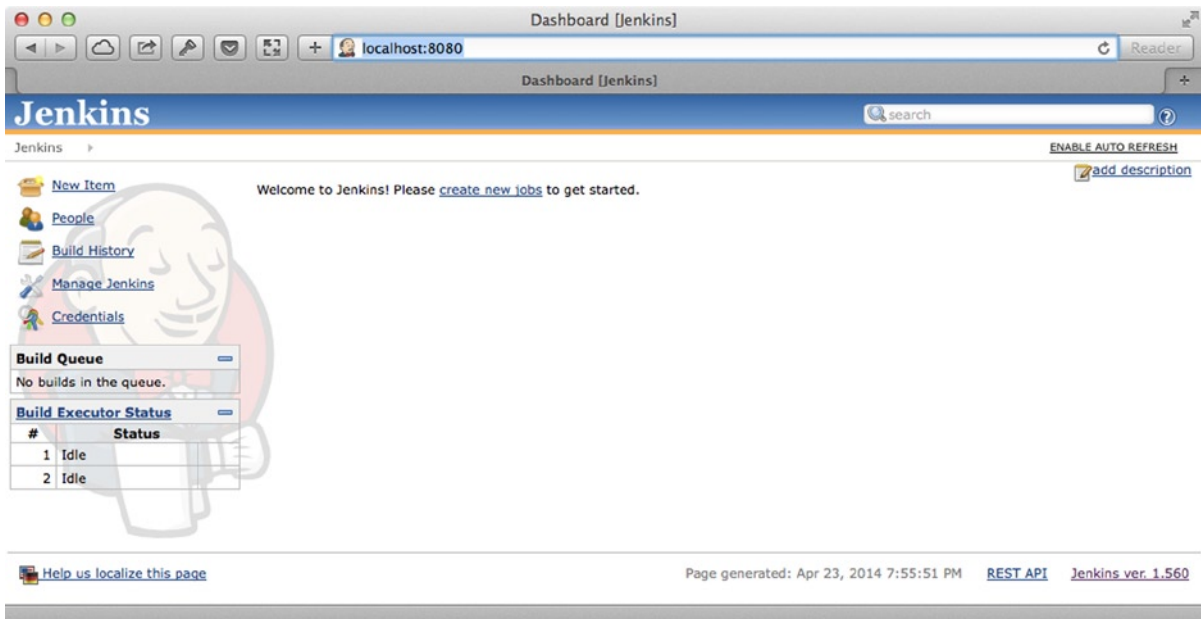 Dashboard [Jenkins]
localhost:8080
Reader
Dashboard [Jenkins]
Jenkins
search
Jenkins
ENABLE AUTO REFRESH
add description
New Item
People
Build History
Manage Jenkins
Credentials
Welcome to Jenkins! Please create new jobs to get started.
Build Queue
No builds in the queue.
Build Executor Status
# Status
1 Idle
2 Idle
Help us localize this page
Page generated: Apr 23, 2014 7:55:51 PM REST API Jenkins ver. 1.560